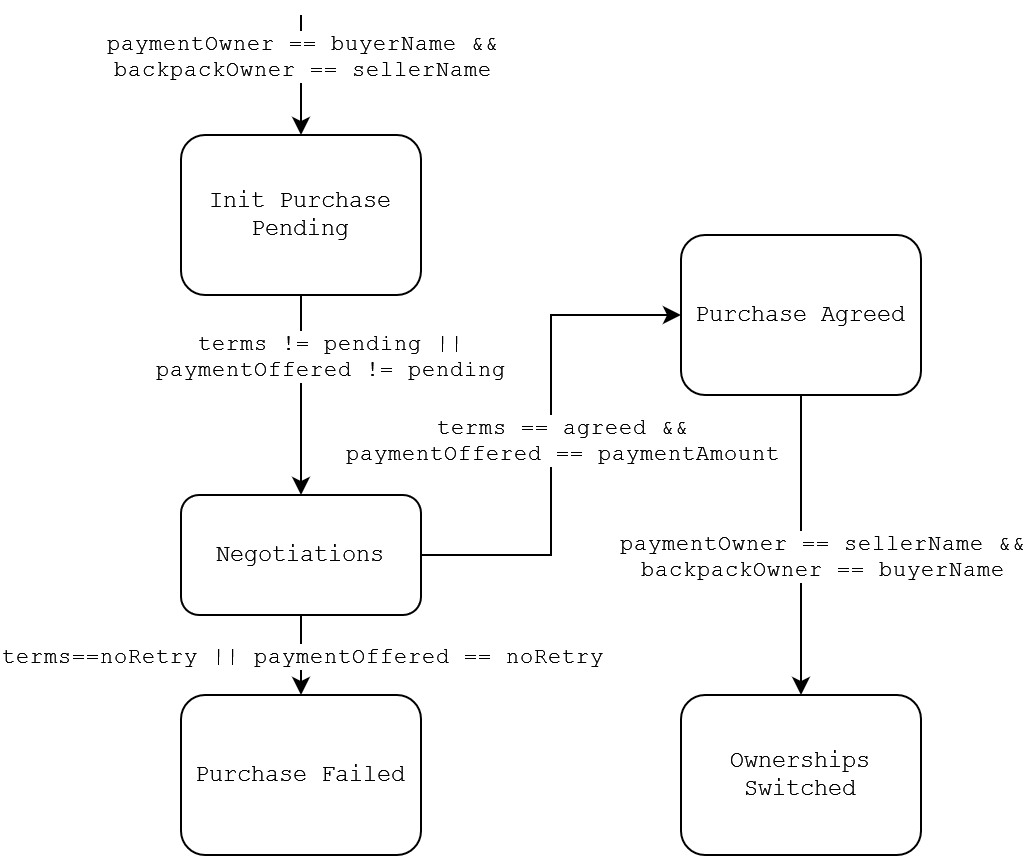 paymentOwner == buyerName &&
backpackOwner == sellerName
Init Purchase
Pending
terms != pending ||
paymentOffered != pending
Purchase Agreed
terms == agreed &&
paymentOffered == paymentAmount
Negotiations
paymentOwner == sellerName &&
backpackOwner == buyerName
terms==noRetry || paymentOffered == noRetry
Purchase Failed
Ownerships
Switched